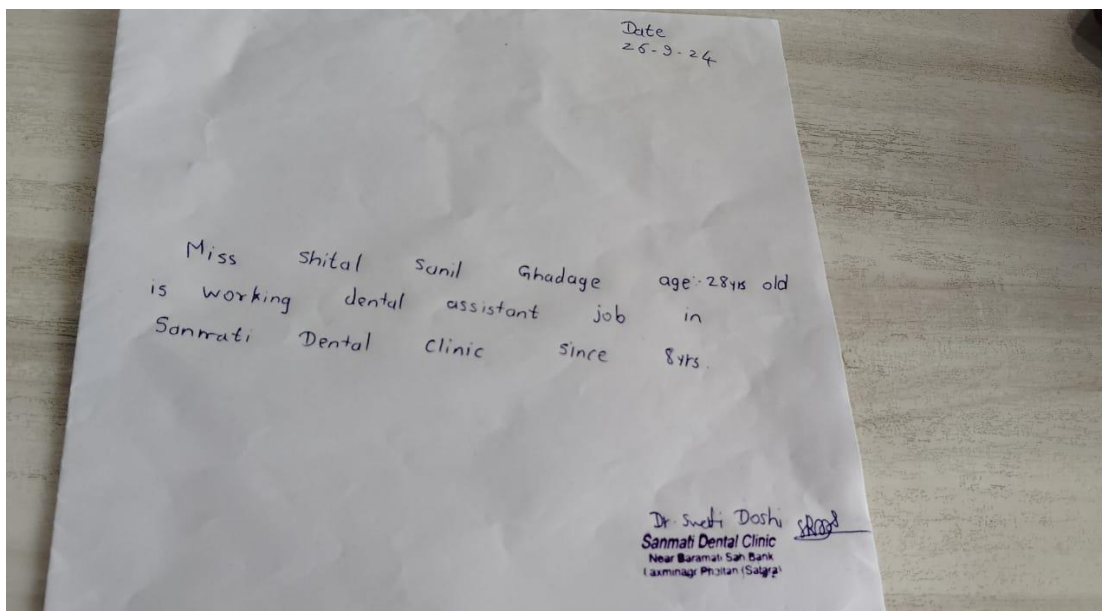 Date
26-9-24
Miss Shital Sunil Ghadage age:-28yrs old
is working dental assistant job in
Sanmati Dental Clinic since 8yrs.
Dr. Sweti Doshi
Sanmati Dental Clinic
Near Baramati Sah Bank
Laxminagr Phaltan (Satara)